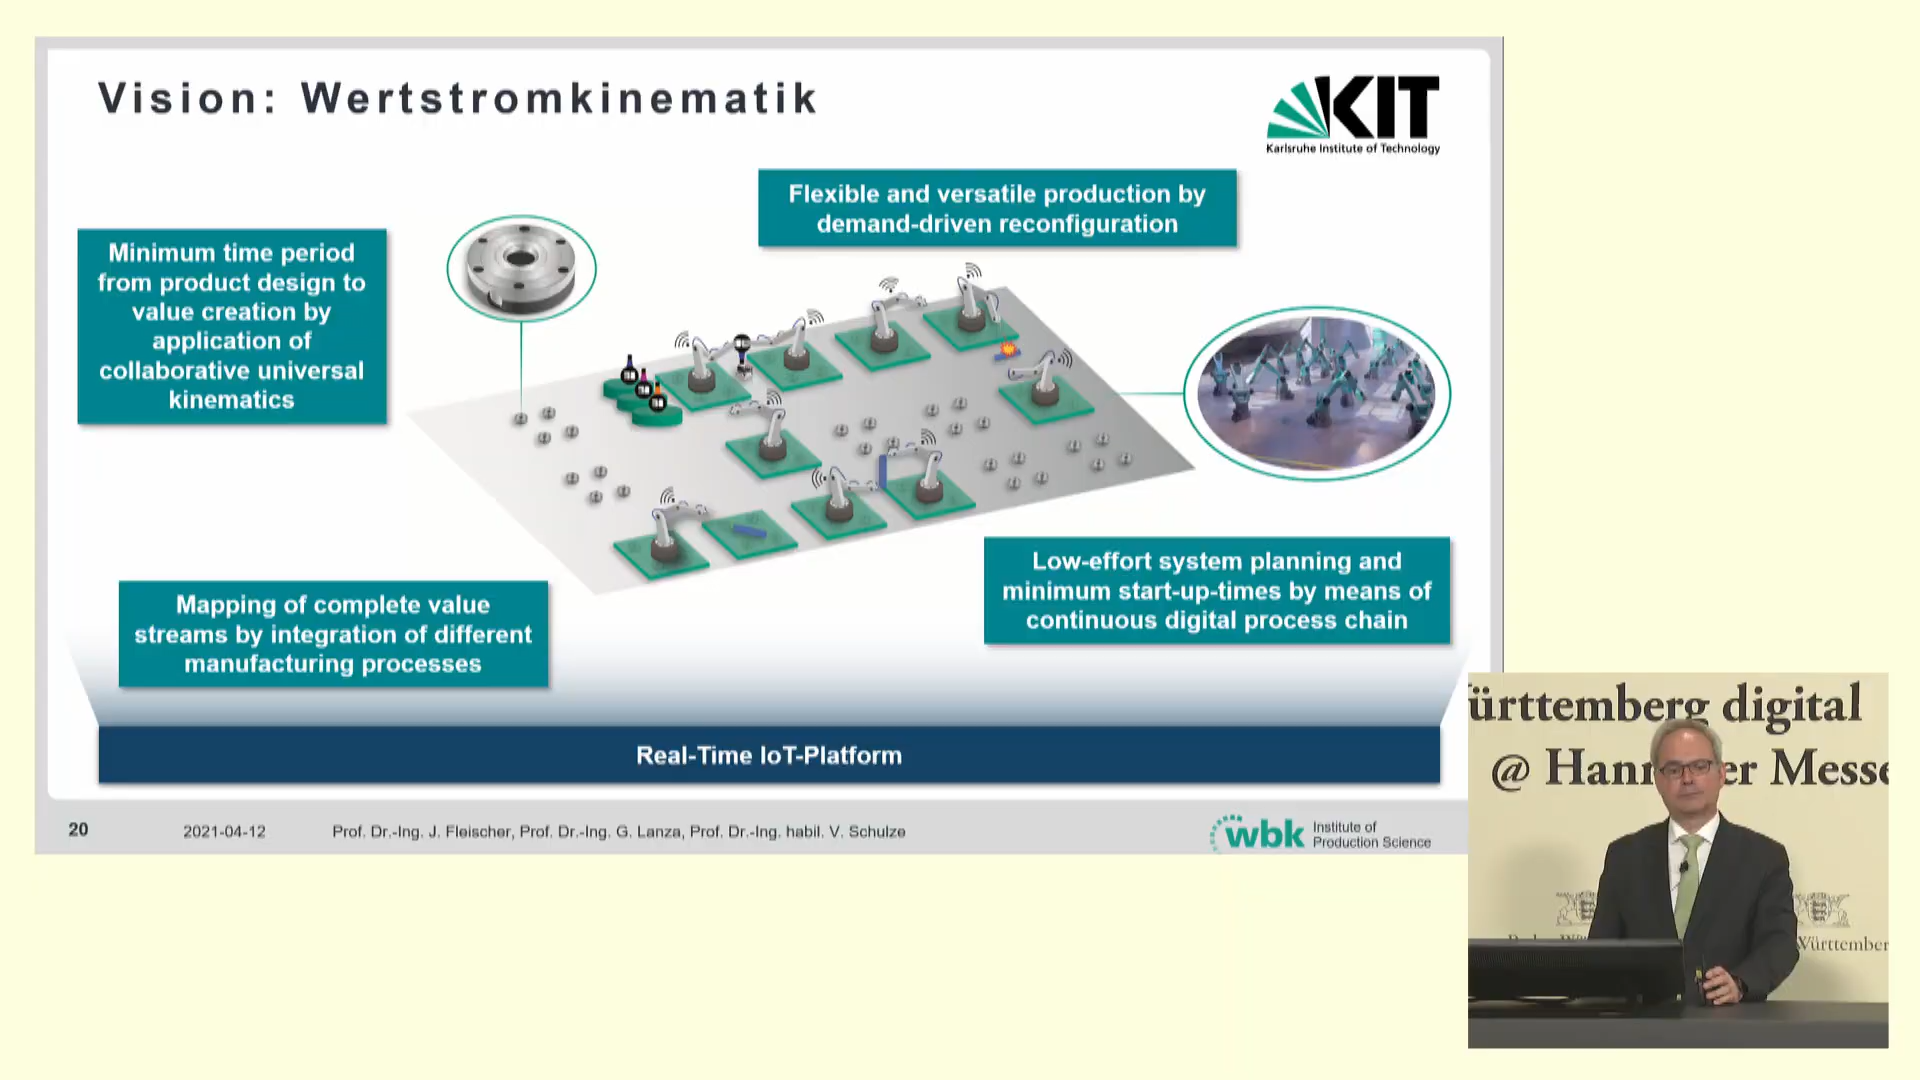 Vision: Wertstromkinematik
KIT
Karlsruhe Institute of Technology
Flexible and versatile production by
demand-driven reconfiguration
Minimum time period
from product design to
value creation by
application of
collaborative universal
kinematics
Mapping of complete value
streams by integration of different
manufacturing processes
Low-effort system planning and
minimum start-up-times by means of
continuous digital process chain
Real-Time IoT-Platform
20
2021-04-12
Prof. Dr.-Ing. J. Fleischer, Prof. Dr.-Ing. G. Lanza, Prof. Dr.-Ing. habil. V. Schulze
wbk
Institute of
Production Science
ürttemberg digital
@ Hann er Messe
Württember